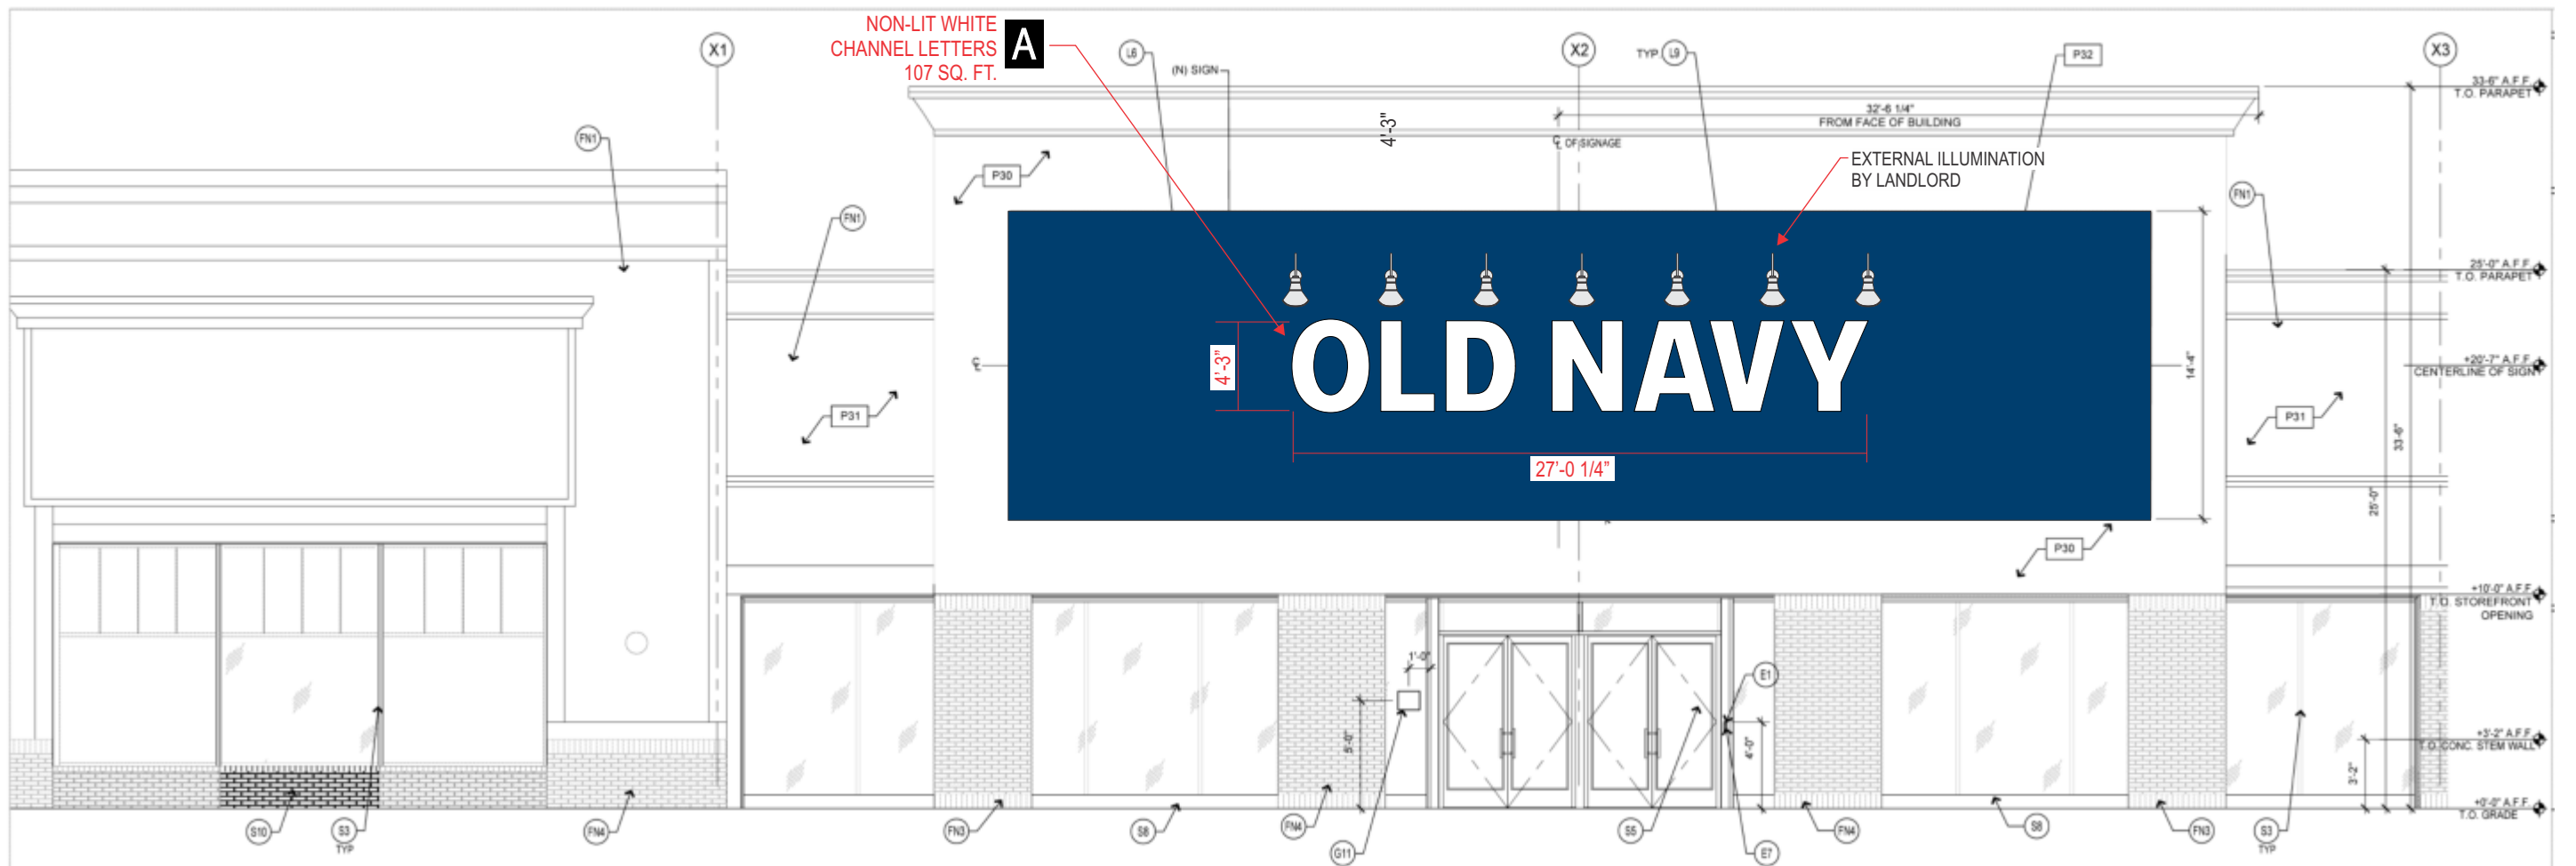 NON-LIT WHITE
CHANNEL LETTERS
107 SQ. FT.
A
X1
L6
(N) SIGN
X2
TYP. L9
P32
X3
33'-6" A.F.F.
T.O. PARAPET
32'-6 1/4"
FROM FACE OF BUILDING
4'-3"
℄ OF SIGNAGE
EXTERNAL ILLUMINATION
BY LANDLORD
FN1
P30
FN1
FN1
25'-0" A.F.F.
T.O. PARAPET
OLD NAVY
4'-3"
27'-0 1/4"
℄
14'-4"
+20'-7" A.F.F.
CENTERLINE OF SIGN
P31
P31
33'-6"
25'-0"
P30
+10'-0" A.F.F.
T.O. STOREFRONT
OPENING
1'-0"
E1
5'-0"
4'-0"
+3'-2" A.F.F.
T.O. CONC. STEM WALL
3'-2"
+0'-0" A.F.F.
T.O. GRADE
S10
S3
TYP
FN4
FN3
S8
FN4
G11
S5
E7
FN4
S8
FN3
S3
TYP